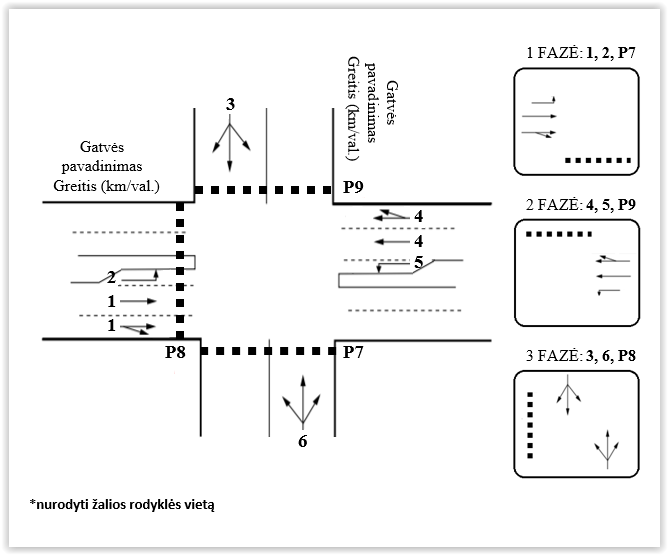 1 FAZĖ: 1, 2, P7
3
Gatvės
pavadinimas
Greitis (km/val.)
Gatvės
pavadinimas
Greitis (km/val.)
P9
2 FAZĖ: 4, 5, P9
4
4
5
2
1
1
P8
P7
3 FAZĖ: 3, 6, P8
6
*nurodyti žalios rodyklės vietą